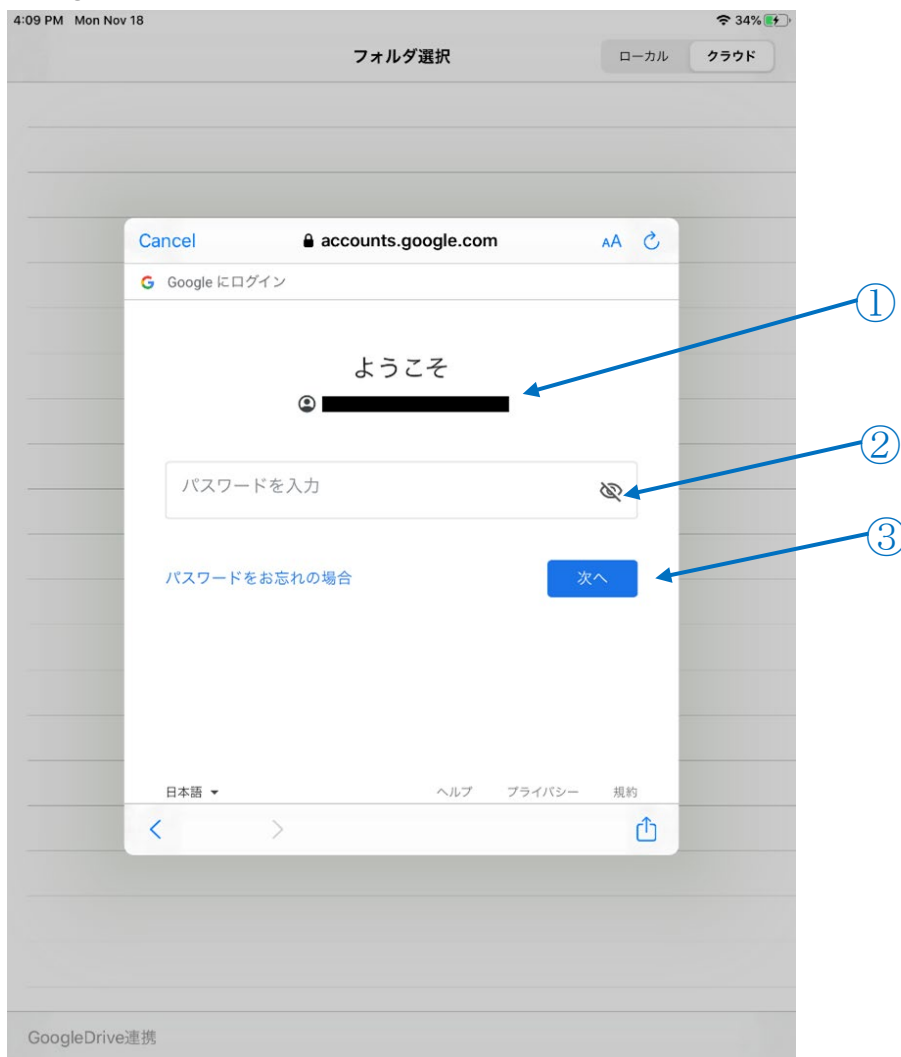 4:09 PM Mon Nov 18
34%
フォルダ選択
ローカル
クラウド
Cancel
accounts.google.com
AA
Google にログイン
①
ようこそ
②
パスワードを入力
③
パスワードをお忘れの場合
次へ
日本語
ヘルプ
プライバシー
規約
GoogleDrive連携